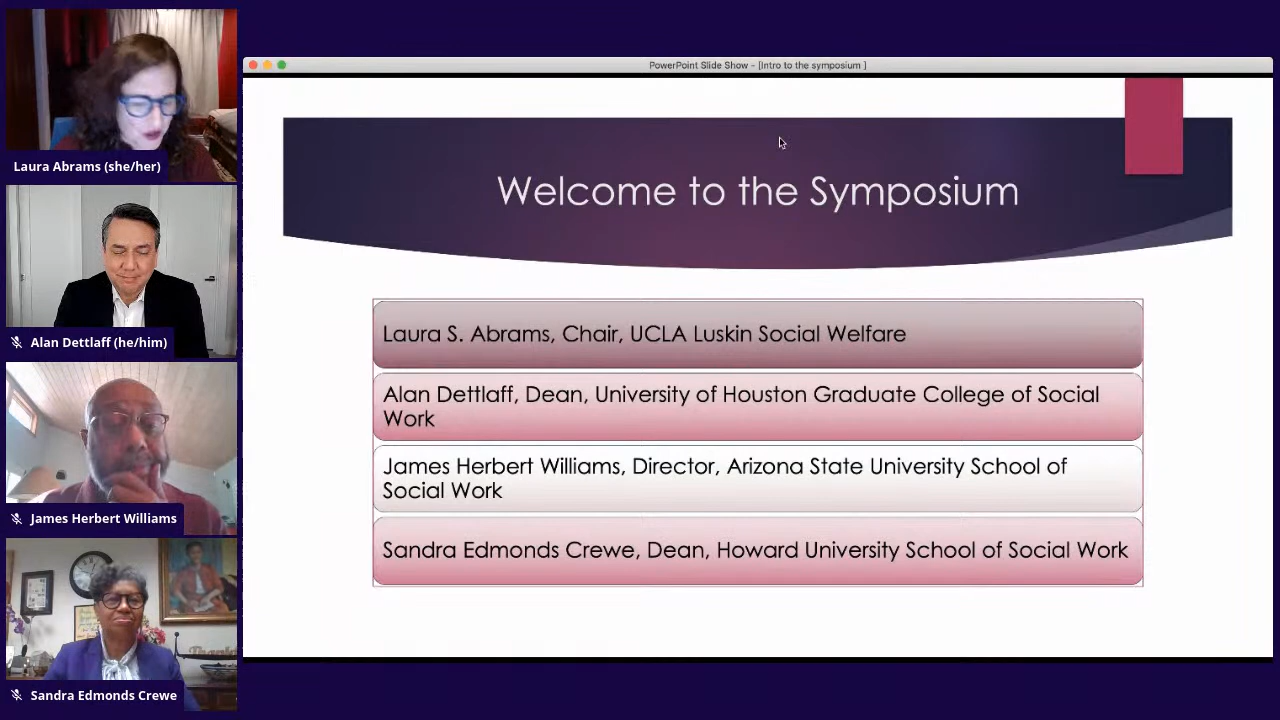 PowerPoint Slide Show - [Intro to the symposium ]
Welcome to the Symposium
Laura S. Abrams, Chair, UCLA Luskin Social Welfare
Alan Dettlaff, Dean, University of Houston Graduate College of Social
Work
James Herbert Williams, Director, Arizona State University School of
Social Work
Sandra Edmonds Crewe, Dean, Howard University School of Social Work
Laura Abrams (she/her)
Alan Dettlaff (he/him)
James Herbert Williams
Sandra Edmonds Crewe